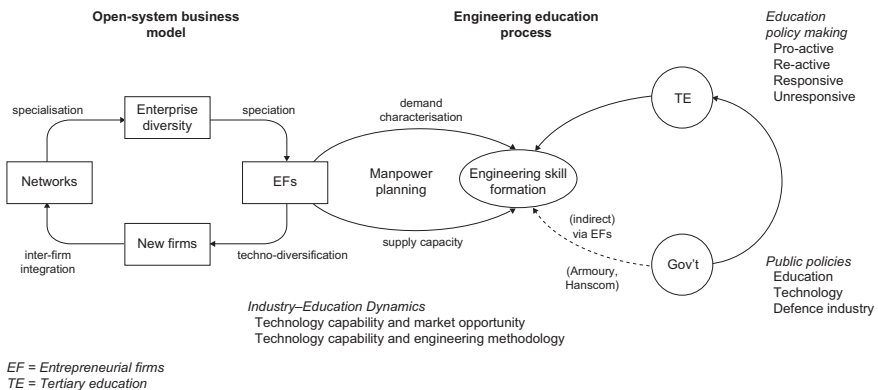 Open-system business
model
Engineering education
process
Education
policy making
Pro-active
Re-active
Responsive
Unresponsive
specialisation
Enterprise
diversity
speciation
demand
characterisation
TE
Networks
EFs
Manpower
planning
Engineering skill
formation
(indirect)
via EFs
New firms
inter-firm
integration
techno-diversification
supply capacity
(Armoury,
Hanscom)
Gov't
Public policies
Education
Technology
Defence industry
Industry–Education Dynamics
Technology capability and market opportunity
Technology capability and engineering methodology
EF = Entrepreneurial firms
TE = Tertiary education